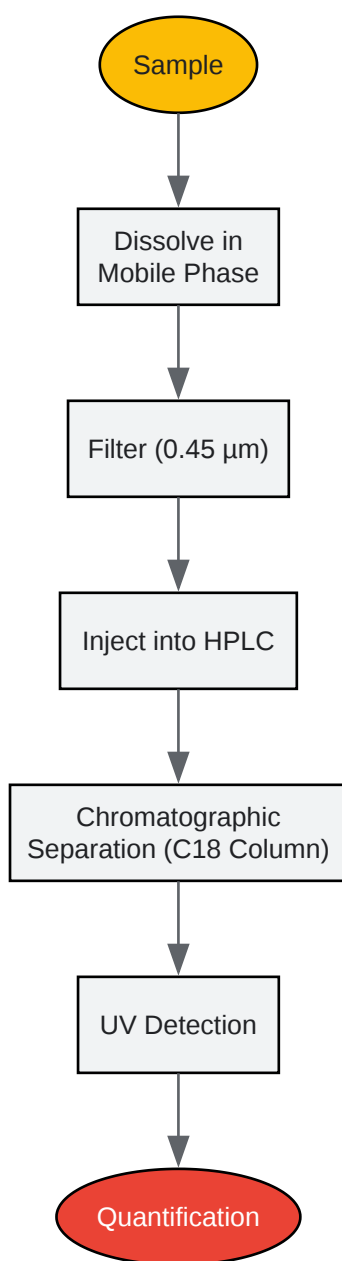 Sample
Dissolve in
Mobile Phase
Filter (0.45 µm)
Inject into HPLC
Chromatographic
Separation (C18 Column)
UV Detection
Quantification